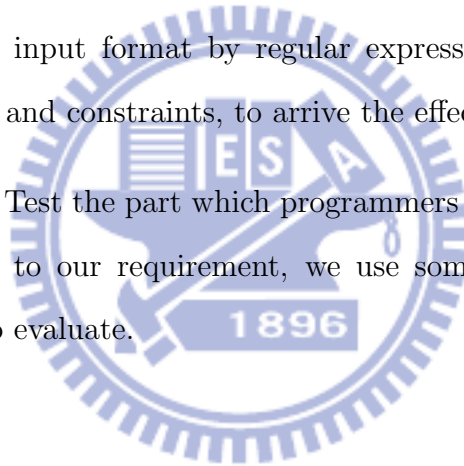 input format by regular express
and constraints, to arrive the effec
E S A
Test the part which programmers
to our requirement, we use som
1896
evaluate.